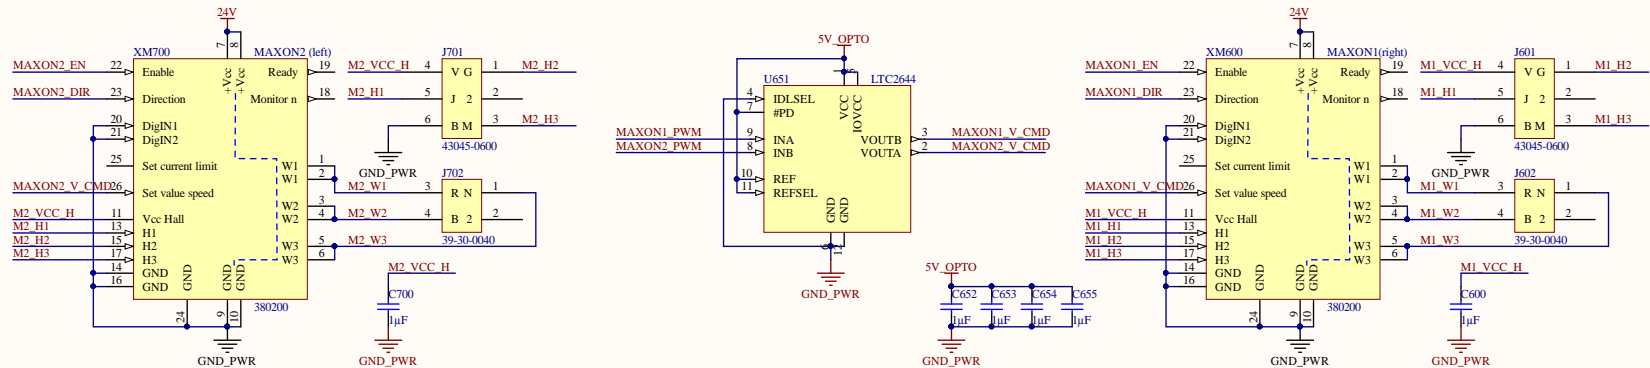 24V
XM700
MAXON2 (left)
7
8
+Vcc
+Vcc
MAXON2_EN
22
Enable
Ready
19
MAXON2_DIR
23
Direction
Monitor n
18
20
DigIN1
21
DigIN2
25
Set current limit
W1
1
W1
2
MAXON2_V_CMD
26
Set value speed
W2
3
M2_VCC_H
11
Vcc Hall
W2
4
M2_H1
13
H1
M2_H2
15
H2
W3
5
M2_H3
17
H3
W3
6
14
GND
16
GND
GND
GND
GND
24
9
10
380200
GND_PWR
J701
M2_VCC_H
4
V G
1
M2_H2
M2_H1
5
J 2
2
6
B M
3
M2_H3
43045-0600
GND_PWR
J702
M2_W1
3
R N
1
M2_W2
4
B 2
2
M2_W3
39-30-0040
M2_VCC_H
C700
1µF
GND_PWR
5V_OPTO
U651
LTC2644
1
4
IDLSEL
7
#PD
VCC
IOVCC
MAXON1_PWM
9
INA
VOUTB
3
MAXON1_V_CMD
MAXON2_PWM
8
INB
VOUTA
2
MAXON2_V_CMD
10
REF
11
REFSEL
GND
GND
6
12
GND_PWR
5V_OPTO
C652
C653
C654
C655
1µF
1µF
1µF
1µF
GND_PWR
24V
XM600
MAXON1(right)
7
8
+Vcc
+Vcc
MAXON1_EN
22
Enable
Ready
19
MAXON1_DIR
23
Direction
Monitor n
18
20
DigIN1
21
DigIN2
25
Set current limit
W1
1
W1
2
MAXON1_V_CMD
26
Set value speed
W2
3
M1_VCC_H
11
Vcc Hall
W2
4
M1_H1
13
H1
M1_H2
15
H2
W3
5
M1_H3
17
H3
W3
6
14
GND
16
GND
GND
GND
GND
24
9
10
380200
GND_PWR
J601
M1_VCC_H
4
V G
1
M1_H2
M1_H1
5
J 2
2
6
B M
3
M1_H3
43045-0600
GND_PWR
J602
M1_W1
3
R N
1
M1_W2
4
B 2
2
M1_W3
39-30-0040
M1_VCC_H
C600
1µF
GND_PWR